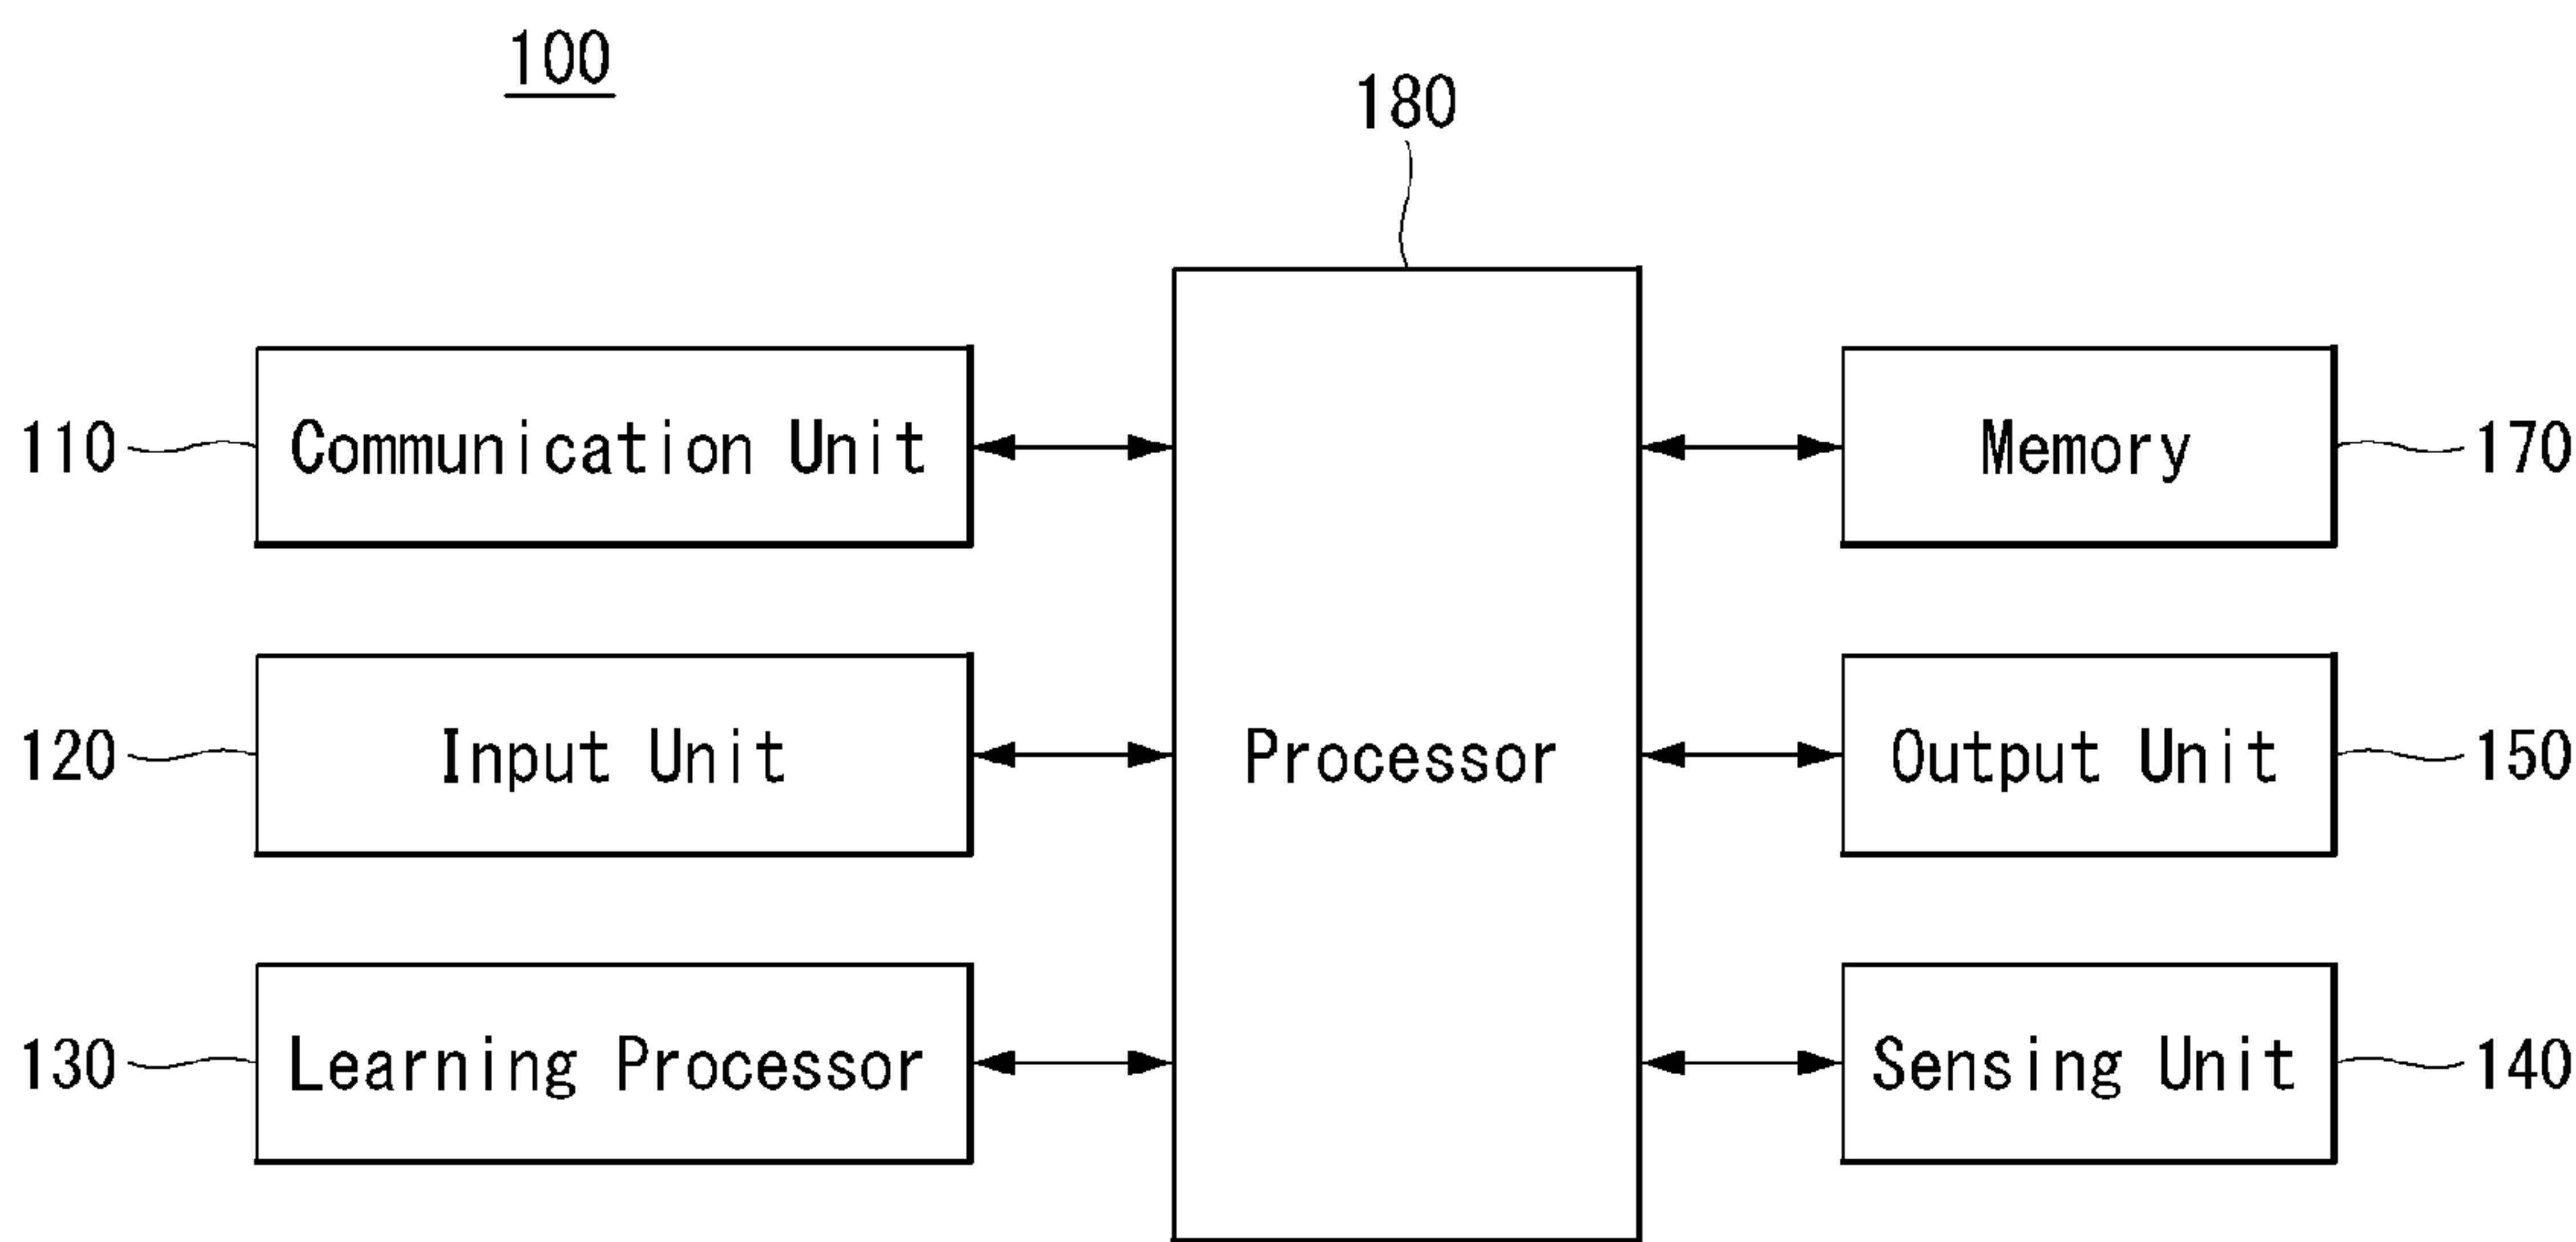 100
180
110
Communication Unit
Memory
170
120
Input Unit
Processor
Output Unit
150
130
Learning Processor
Sensing Unit
140